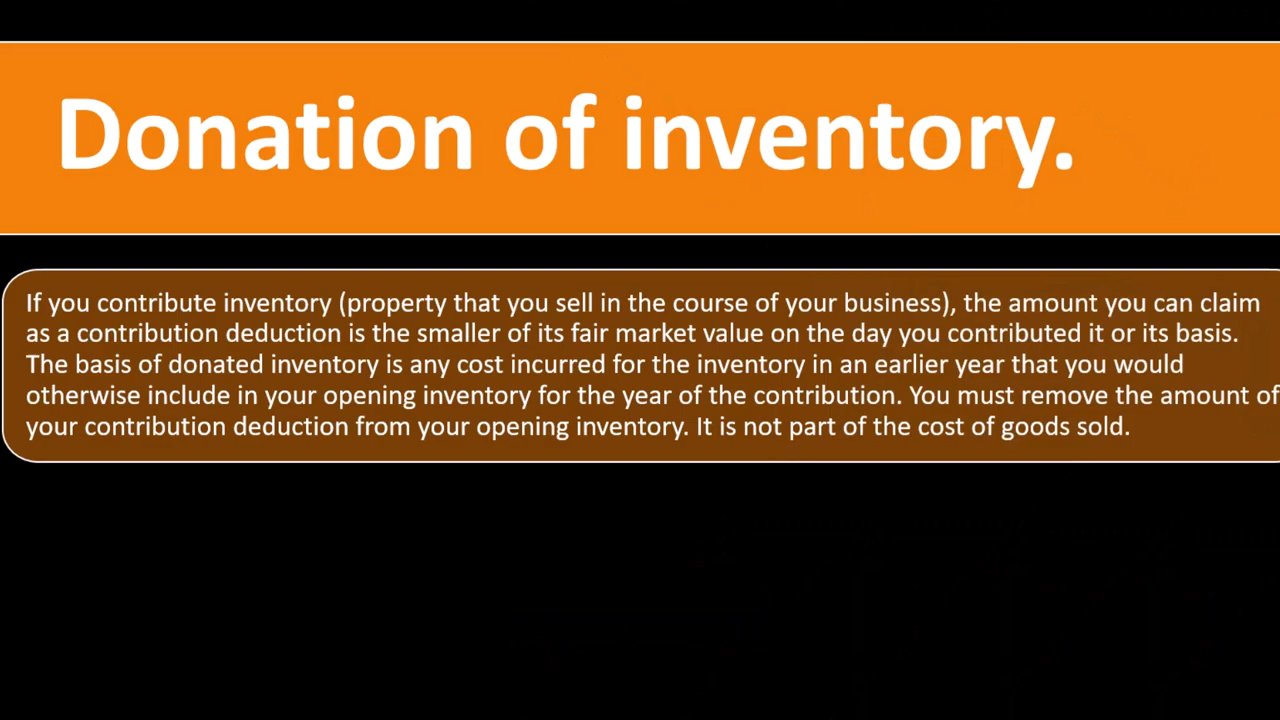 Donation of inventory.
If you contribute inventory (property that you sell in the course of your business), the amount you can claim
as a contribution deduction is the smaller of its fair market value on the day you contributed it or its basis.
The basis of donated inventory is any cost incurred for the inventory in an earlier year that you would
otherwise include in your opening inventory for the year of the contribution. You must remove the amount of
your contribution deduction from your opening inventory. It is not part of the cost of goods sold.